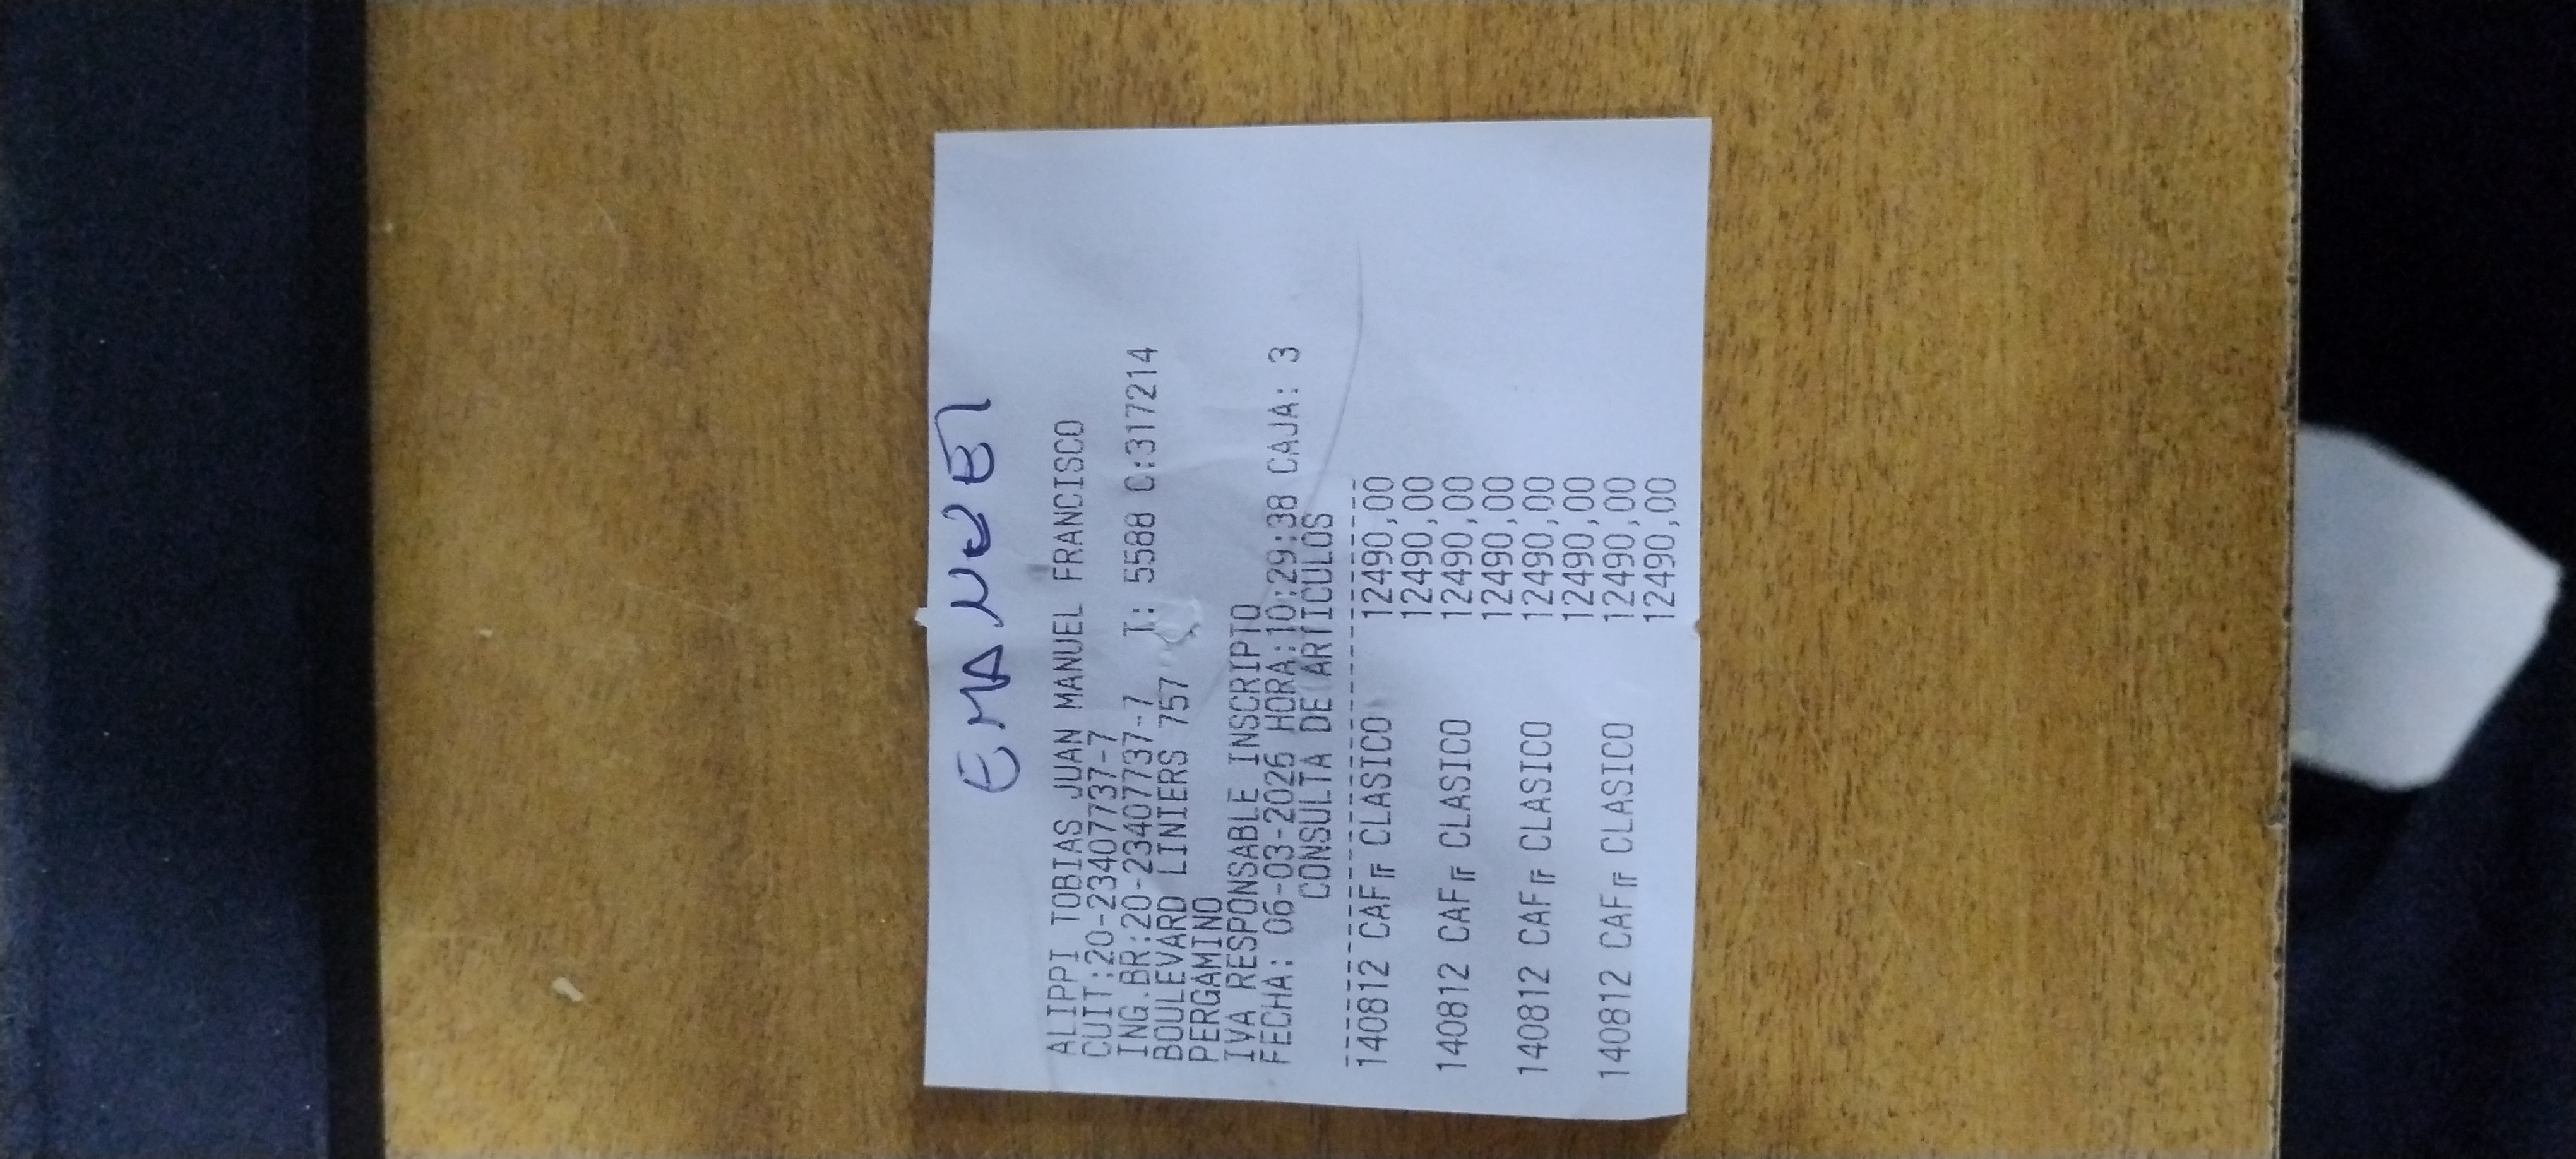 EMANUEL
ALIPPI TOBIAS JUAN MANUEL FRANCISCO
CUIT:20-23407737-7
ING.BR:20-23407737-7 T: 5588 C:317214
BOULEVARD LINIERS 757
PERGAMINO
IVA RESPONSABLE INSCRIPTO
FECHA: 06-03-2026 HORA:10:29:38 CAJA: 3
CONSULTA DE ARTICULOS
140812 CAF╓ CLASICO 12490,00
12490,00
140812 CAF╓ CLASICO 12490,00
12490,00
140812 CAF╓ CLASICO 12490,00
12490,00
140812 CAF╓ CLASICO 12490,00
12490,00